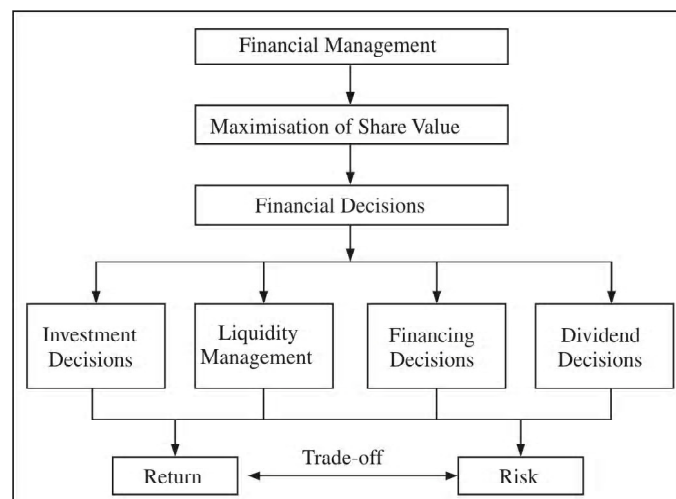 Financial Management
Maximisation of Share Value
Financial Decisions
Investment
Decisions
Liquidity
Management
Financing
Decisions
Dividend
Decisions
Trade-off
Return
Risk